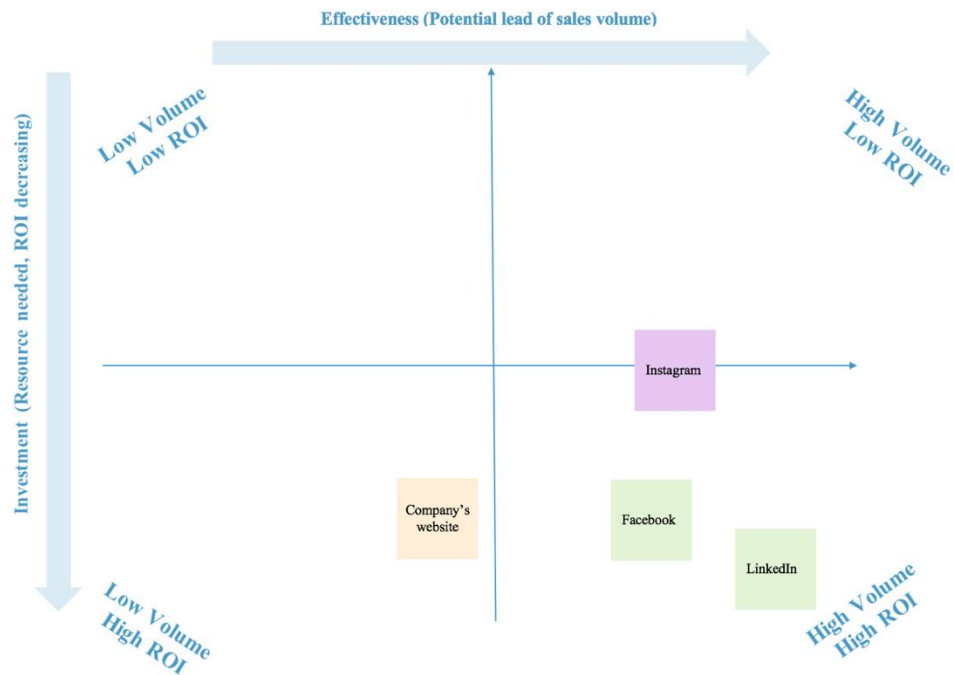 Effectiveness (Potential lead of sales volume)
Low Volume
Low ROI
High Volume
Low ROI
Investment (Resource needed, ROI decreasing)
Instagram
Company's
website
Facebook
LinkedIn
Low Volume
High ROI
High Volume
High ROI